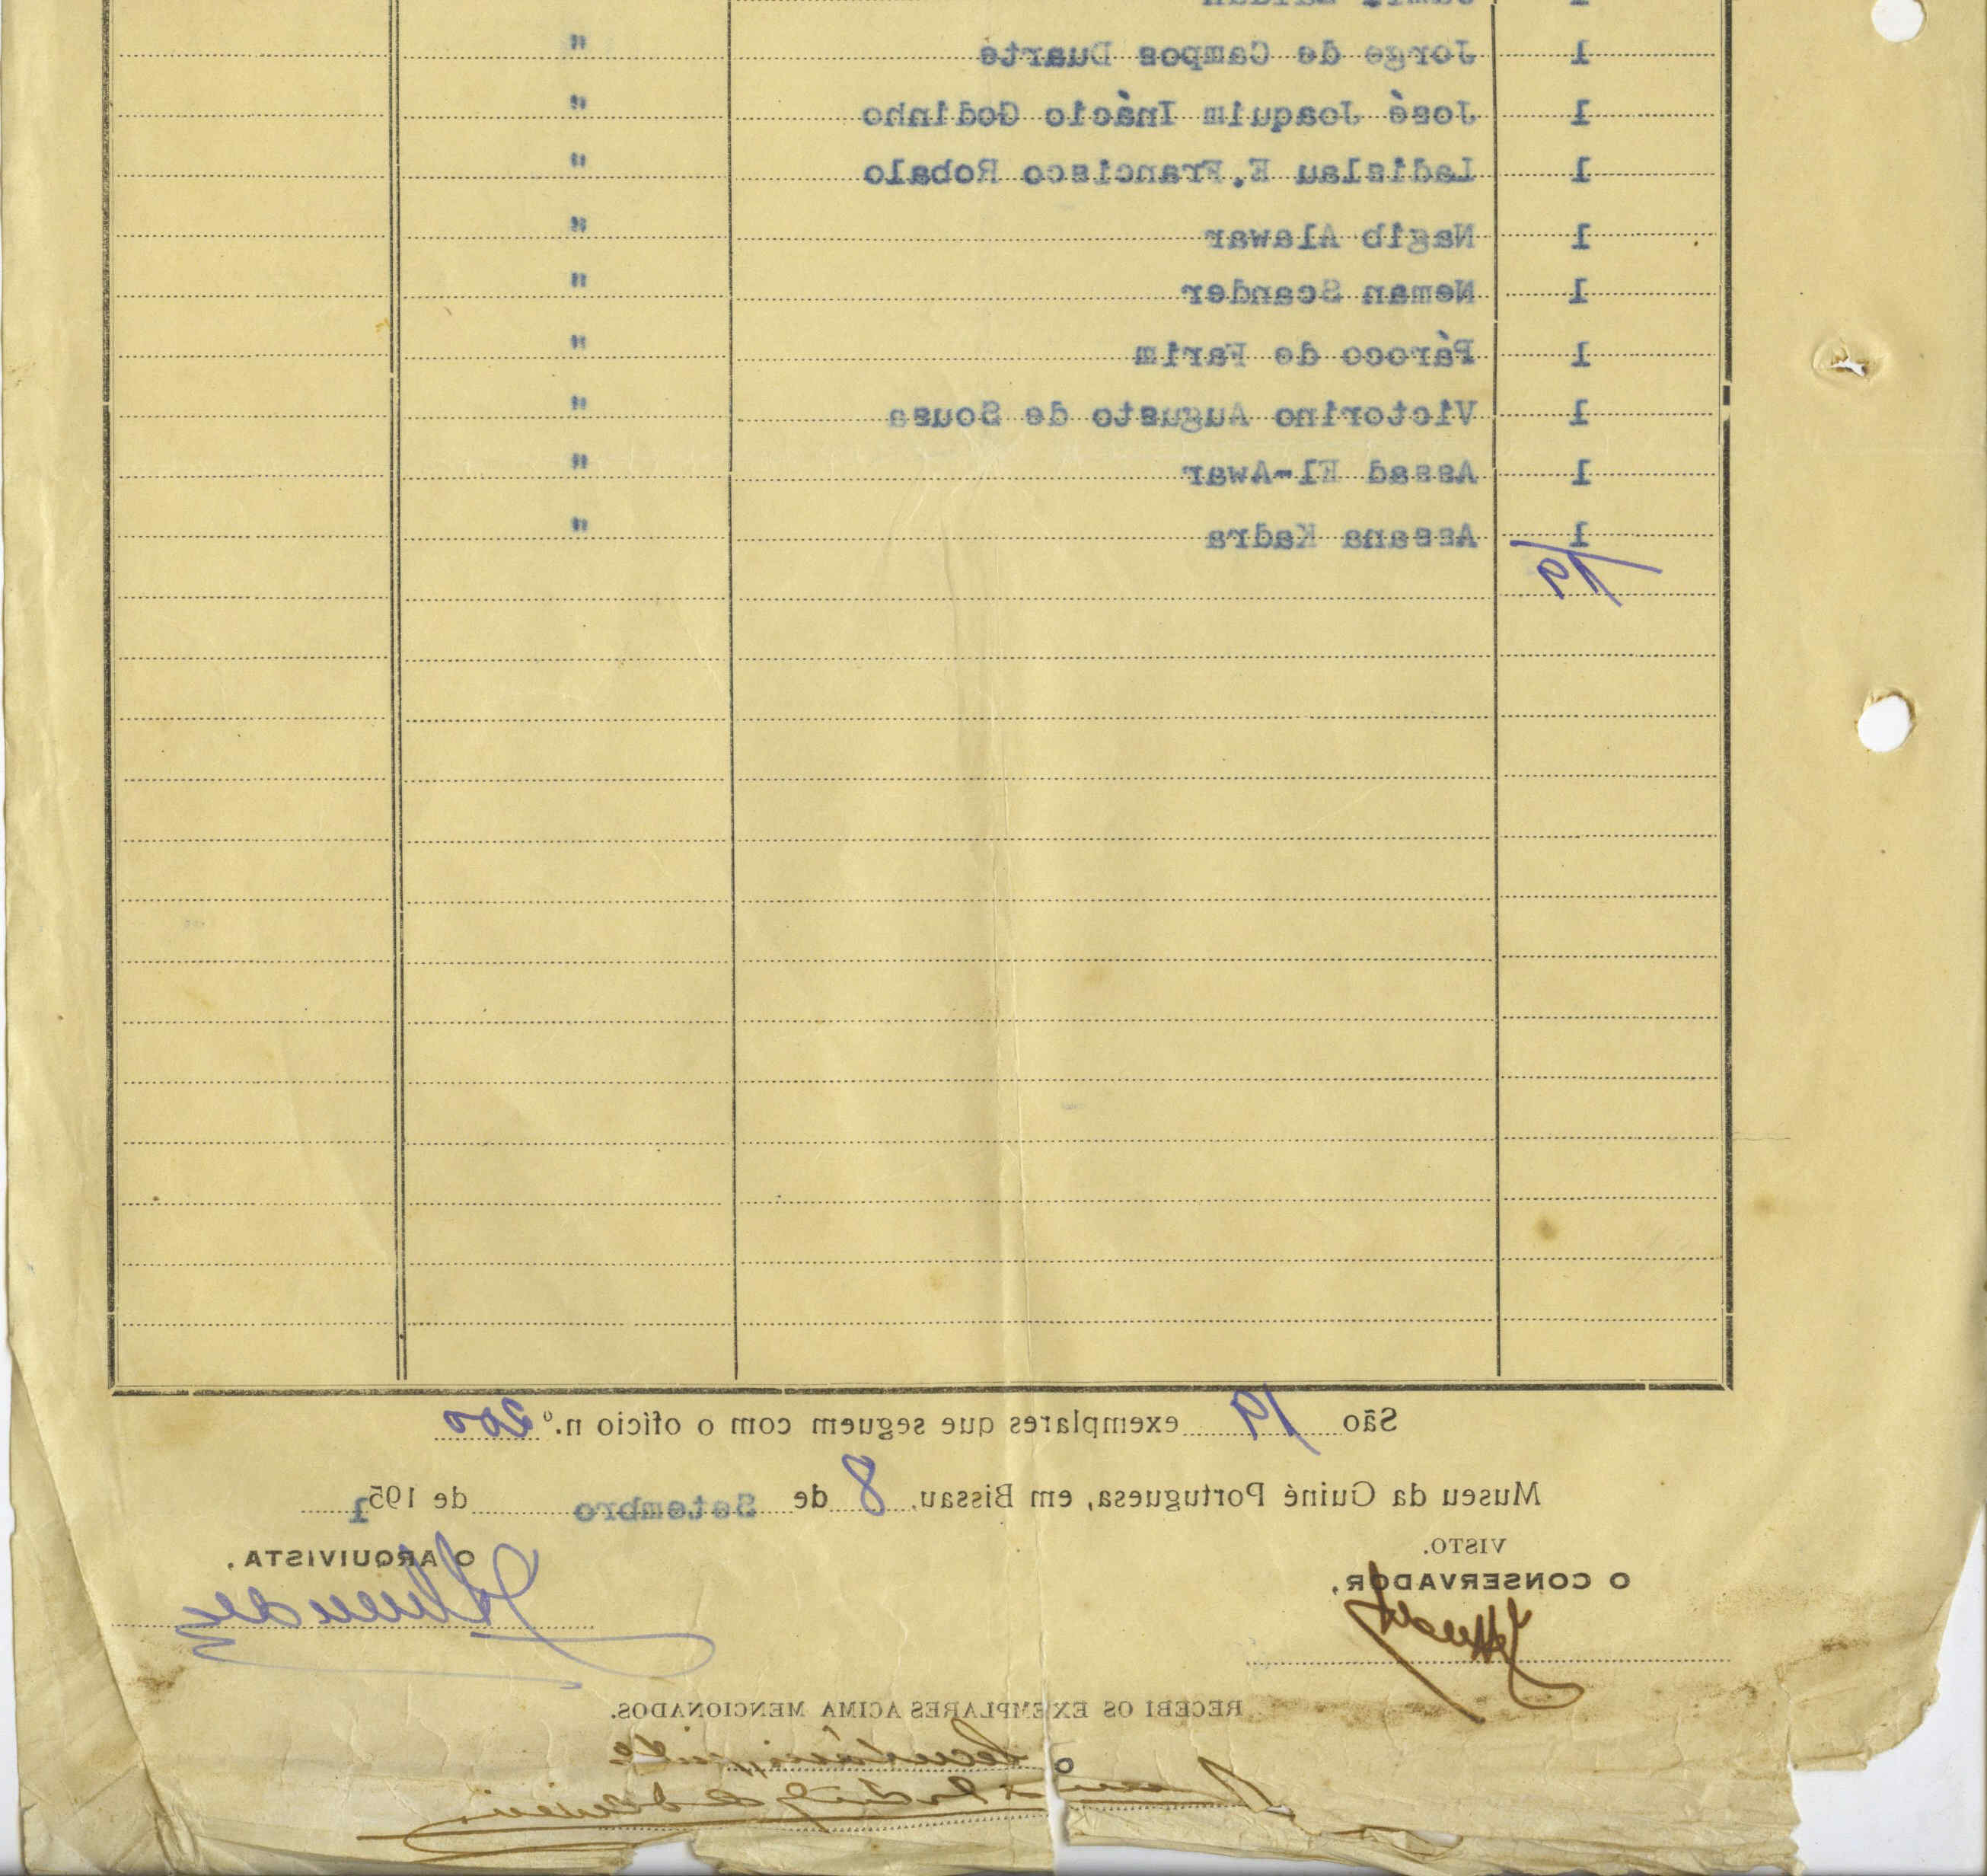 1 Jorge de Campos Duarte "
1 José Joaquim Inácio Godinho "
1 Ladislau E.Francisco Robalo "
1 Nagib Alawar "
1 Neman Scander "
1 Pároco de Farim "
1 Victorino Augusto de Sousa "
1 Assad El-Awar "
1 Assana Kadra "
19
São 19 exemplares que seguem com o ofício n.º 200
Museu da Guiné Portuguesa, em Bissau, 8 de Setembro de 1951
VISTO.
O CONSERVADOR,
O ARQUIVISTA,
RECEBI OS EXEMPLARES ACIMA MENCIONADOS.
O